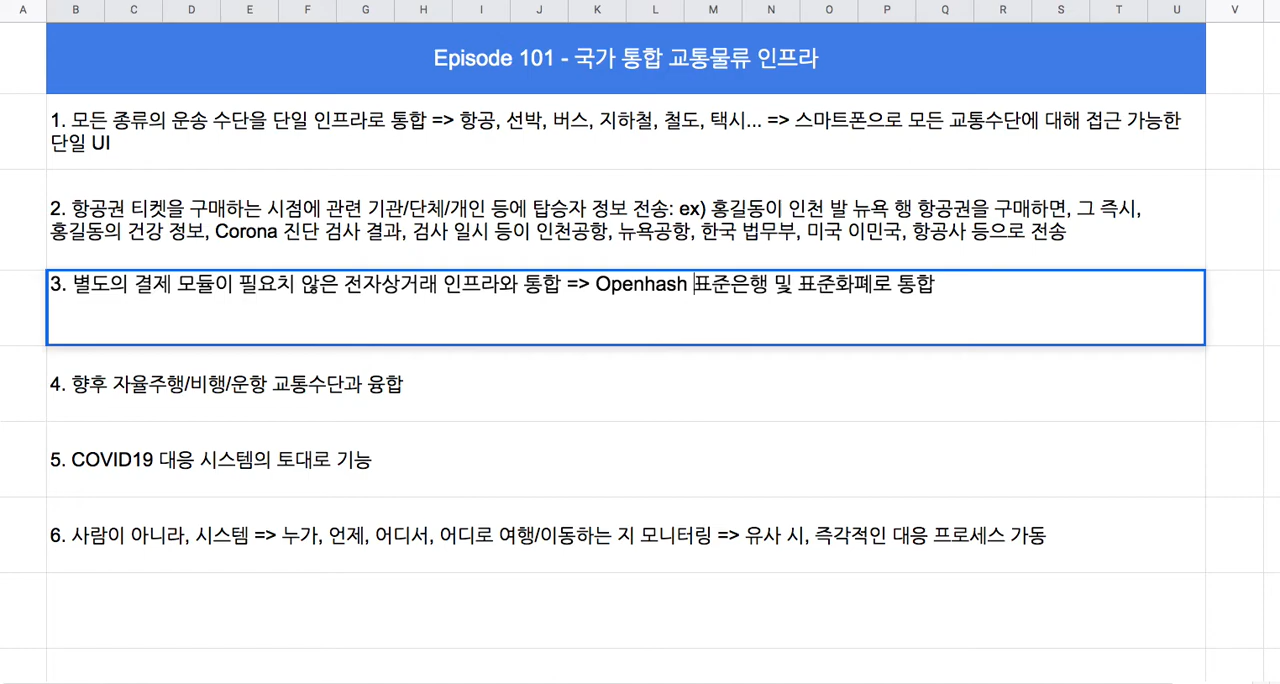 A B C D E F G H I J K L M N O P Q R S T U V
Episode 101 - 국가 통합 교통물류 인프라
1. 모든 종류의 운송 수단을 단일 인프라로 통합 => 항공, 선박, 버스, 지하철, 철도, 택시... => 스마트폰으로 모든 교통수단에 대해 접근 가능한
단일 UI
2. 항공권 티켓을 구매하는 시점에 관련 기관/단체/개인 등에 탑승자 정보 전송: ex) 홍길동이 인천 발 뉴욕 행 항공권을 구매하면, 그 즉시,
홍길동의 건강 정보, Corona 진단 검사 결과, 검사 일시 등이 인천공항, 뉴욕공항, 한국 법무부, 미국 이민국, 항공사 등으로 전송
3. 별도의 결제 모듈이 필요치 않은 전자상거래 인프라와 통합 => Openhash 표준은행 및 표준화폐로 통합
4. 향후 자율주행/비행/운항 교통수단과 융합
5. COVID19 대응 시스템의 토대로 기능
6. 사람이 아니라, 시스템 => 누가, 언제, 어디서, 어디로 여행/이동하는 지 모니터링 => 유사 시, 즉각적인 대응 프로세스 가동